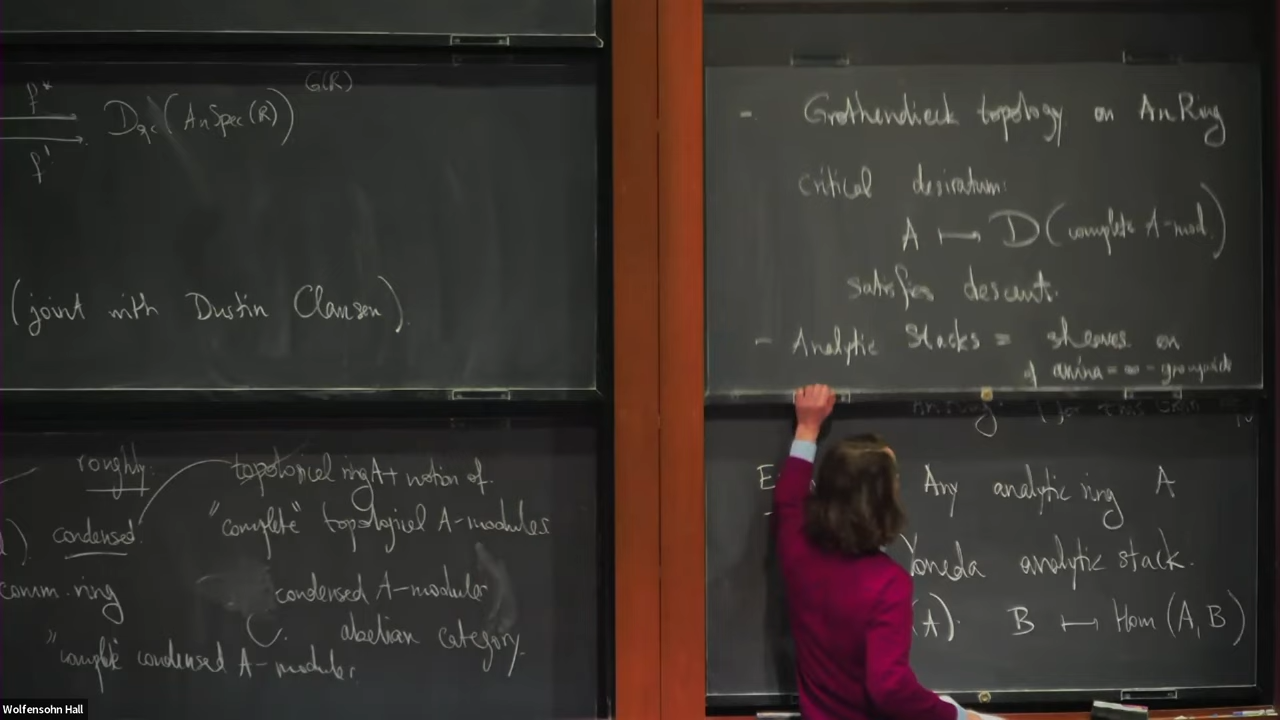 f*
f!
D_qc(AnSpec(R))
G(R)
(joint with Dustin Clausen).
roughly: topological ring A + notion of
condensed "complete" topological A-modules
comm. ring condensed A-modules
abelian category.
"complete condensed A-modules
- Grothendieck topology on AnRing
critical desiratum:
A ⟼ D(complete A-mod.)
satisfies descent.
- Analytic Stacks = sheaves on
of anima = ∞-groupoids
Any analytic ring A
Yoneda analytic stack.
(A). B ⟼ Hom(A,B)
Wolfensohn Hall